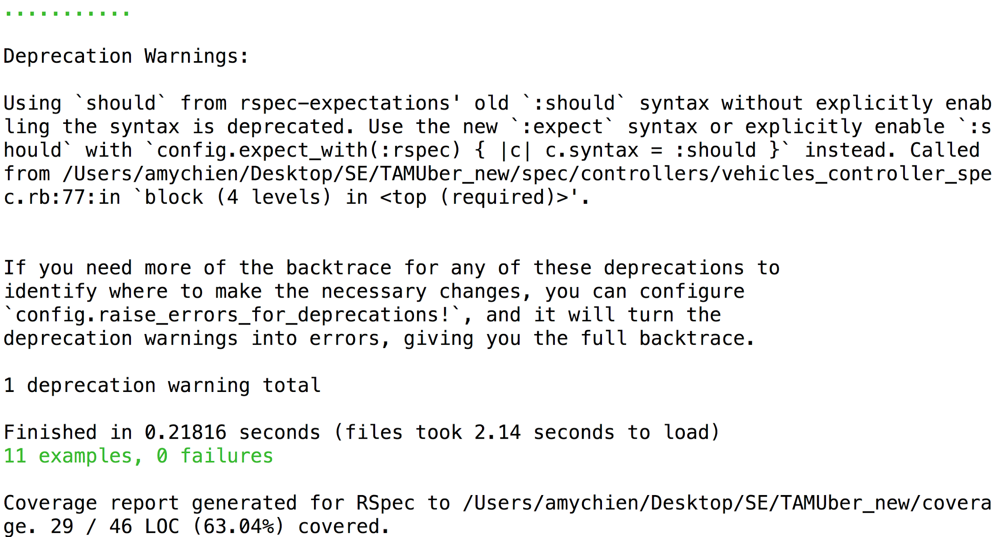 ...........
Deprecation Warnings:
Using `should` from rspec-expectations' old `:should` syntax without explicitly enab
ling the syntax is deprecated. Use the new `:expect` syntax or explicitly enable `:s
hould` with `config.expect_with(:rspec) { |c| c.syntax = :should }` instead. Called
from /Users/amychien/Desktop/SE/TAMUber_new/spec/controllers/vehicles_controller_spe
c.rb:77:in `block (4 levels) in <top (required)>'.
If you need more of the backtrace for any of these deprecations to
identify where to make the necessary changes, you can configure
`config.raise_errors_for_deprecations!`, and it will turn the
deprecation warnings into errors, giving you the full backtrace.
1 deprecation warning total
Finished in 0.21816 seconds (files took 2.14 seconds to load)
11 examples, 0 failures
Coverage report generated for RSpec to /Users/amychien/Desktop/SE/TAMUber_new/covera
ge. 29 / 46 LOC (63.04%) covered.